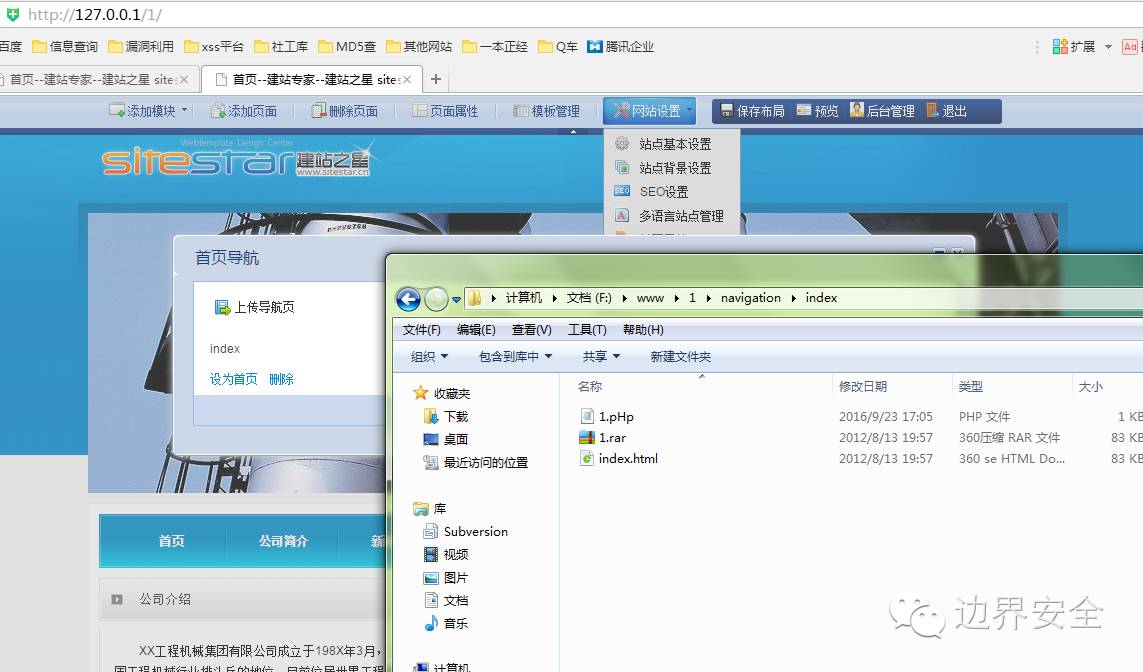 http://127.0.0.1/1/
百度 信息查询 漏洞利用 xss平台 社工库 MD5查 其他网站 一本正经 Q车 腾讯企业 扩展 Aa
首页--建站专家--建站之星 sites 首页--建站专家--建站之星 sites
添加模块 添加页面 删除页面 页面属性 模板管理 网站设置 保存布局 预览 后台管理 退出
站点基本设置
站点背景设置
SEO设置
多语言站点管理
Webtemplate Design Center
sitestar 建站之星
www.sitestar.cn
首页导航
上传导航页
index
设为首页 删除
计算机 文档 (F:) www 1 navigation index
文件(F) 编辑(E) 查看(V) 工具(T) 帮助(H)
组织 包含到库中 共享 新建文件夹
收藏夹
下载
桌面
最近访问的位置
库
Subversion
视频
图片
文档
音乐
计算机
名称 修改日期 类型 大小
1.pHp 2016/9/23 17:05 PHP 文件 1 KB
1.rar 2012/8/13 19:57 360压缩 RAR 文件 83 KB
index.html 2012/8/13 19:57 360 se HTML Do... 83 KB
首页 公司简介 新
公司介绍
XX工程机械集团有限公司成立于198X年3月，
国工程机械行业排头兵的地位，目前位居世界工程
边界安全